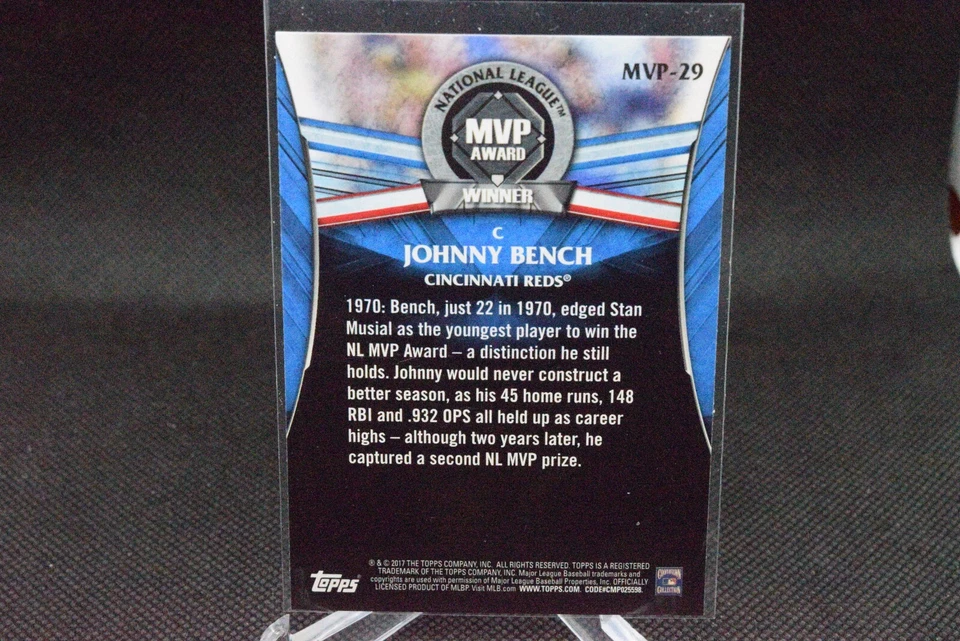 MVP-29
NATIONAL LEAGUE™
MVP
AWARD
WINNER
C
JOHNNY BENCH
CINCINNATI REDS®
1970: Bench, just 22 in 1970, edged Stan
Musial as the youngest player to win the
NL MVP Award – a distinction he still
holds. Johnny would never construct a
better season, as his 45 home runs, 148
RBI and .932 OPS all held up as career
highs – although two years later, he
captured a second NL MVP prize.
® & © 2017 THE TOPPS COMPANY, INC. ALL RIGHTS RESERVED. TOPPS IS A REGISTERED
TRADEMARK OF THE TOPPS COMPANY, INC. Major League Baseball trademarks and
copyrights are used with permission of Major League Baseball Properties, Inc. OFFICIALLY
LICENSED PRODUCT OF MLBP. Visit MLB.com WWW.TOPPS.COM. CODE#CMP025598.
topps
COOPERSTOWN
COLLECTION